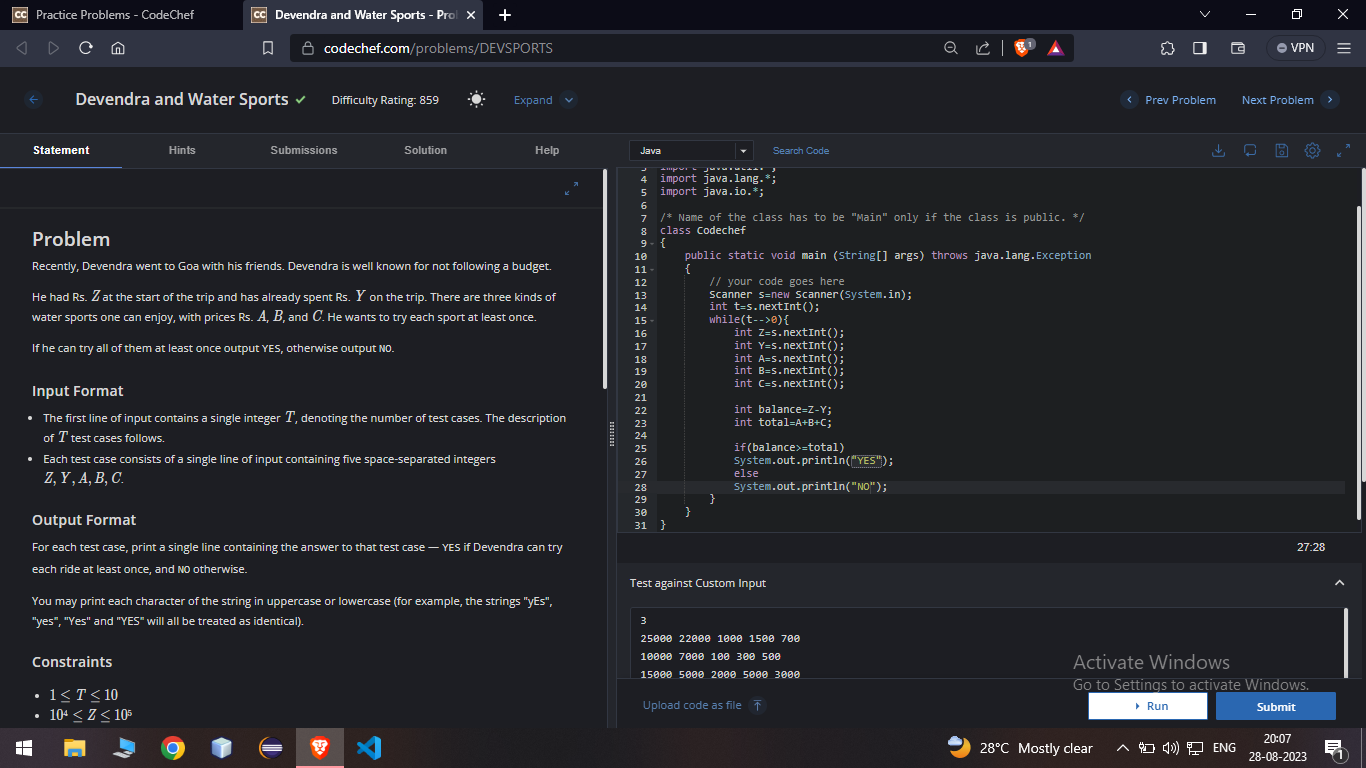 Practice Problems - CodeChef
Devendra and Water Sports - Pro
codechef.com/problems/DEVSPORTS
1
VPN
Devendra and Water Sports
Difficulty Rating: 859
Expand
Prev Problem
Next Problem
Statement
Hints
Submissions
Solution
Help
Java
Search Code
Problem
Recently, Devendra went to Goa with his friends. Devendra is well known for not following a budget.
He had Rs. Z at the start of the trip and has already spent Rs. Y on the trip. There are three kinds of
water sports one can enjoy, with prices Rs. A, B, and C. He wants to try each sport at least once.
If he can try all of them at least once output YES, otherwise output NO.
Input Format
• The first line of input contains a single integer T, denoting the number of test cases. The description
of T test cases follows.
• Each test case consists of a single line of input containing five space-separated integers
Z, Y, A, B, C.
Output Format
For each test case, print a single line containing the answer to that test case — YES if Devendra can try
each ride at least once, and NO otherwise.
You may print each character of the string in uppercase or lowercase (for example, the strings "yEs",
"yes", "Yes" and "YES" will all be treated as identical).
Constraints
• 1 ≤ T ≤ 10
• 10⁴ ≤ Z ≤ 10⁵
4 import java.lang.*;
5 import java.io.*;
6
7 /* Name of the class has to be "Main" only if the class is public. */
8 class Codechef
9 {
10 public static void main (String[] args) throws java.lang.Exception
11 {
12 // your code goes here
13 Scanner s=new Scanner(System.in);
14 int t=s.nextInt();
15 while(t-->0){
16 int Z=s.nextInt();
17 int Y=s.nextInt();
18 int A=s.nextInt();
19 int B=s.nextInt();
20 int C=s.nextInt();
21
22 int balance=Z-Y;
23 int total=A+B+C;
24
25 if(balance>=total)
26 System.out.println("YES");
27 else
28 System.out.println("NO");
29 }
30 }
31 }
27:28
Test against Custom Input
3
25000 22000 1000 1500 700
10000 7000 100 300 500
15000 5000 2000 5000 3000
Activate Windows
Go to Settings to activate Windows.
Upload code as file
Run
Submit
28°C Mostly clear
ENG
20:07
28-08-2023
1